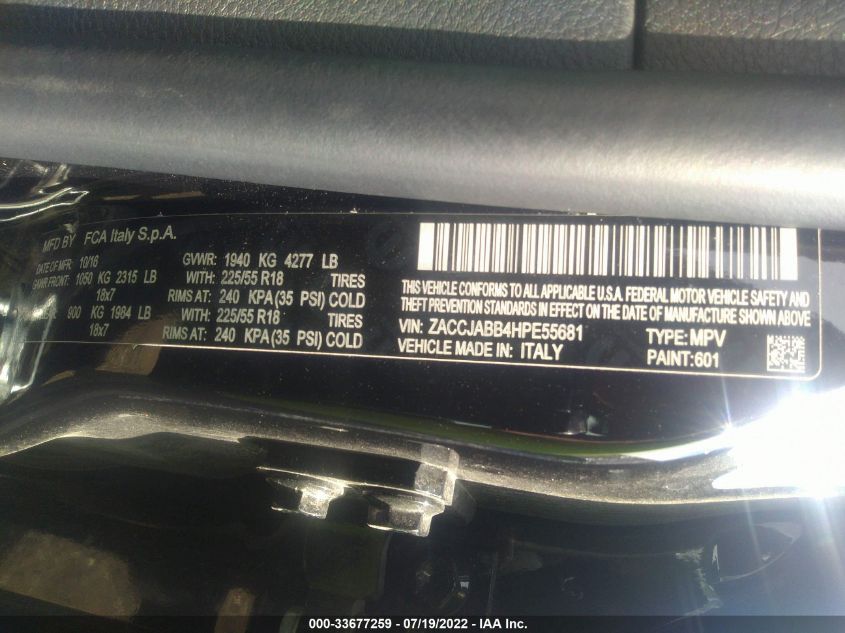 MFD BY FCA Italy S.p.A.
DATE OF MFR: 10/16 GVWR: 1940 KG 4277 LB
GAWR FRONT: 1050 KG 2315 LB WITH: 225/55 R18 TIRES
18x7 RIMS AT: 240 KPA (35 PSI) COLD
900 KG 1984 LB WITH: 225/55 R18 TIRES
18x7 RIMS AT: 240 KPA (35 PSI) COLD
THIS VEHICLE CONFORMS TO ALL APPLICABLE U.S.A. FEDERAL MOTOR VEHICLE SAFETY AND
THEFT PREVENTION STANDARDS IN EFFECT ON THE DATE OF MANUFACTURE SHOWN ABOVE
VIN: ZACCJABB4HPE55681 TYPE: MPV
VEHICLE MADE IN: ITALY PAINT: 601
000-33677259 - 07/19/2022 - IAA Inc.